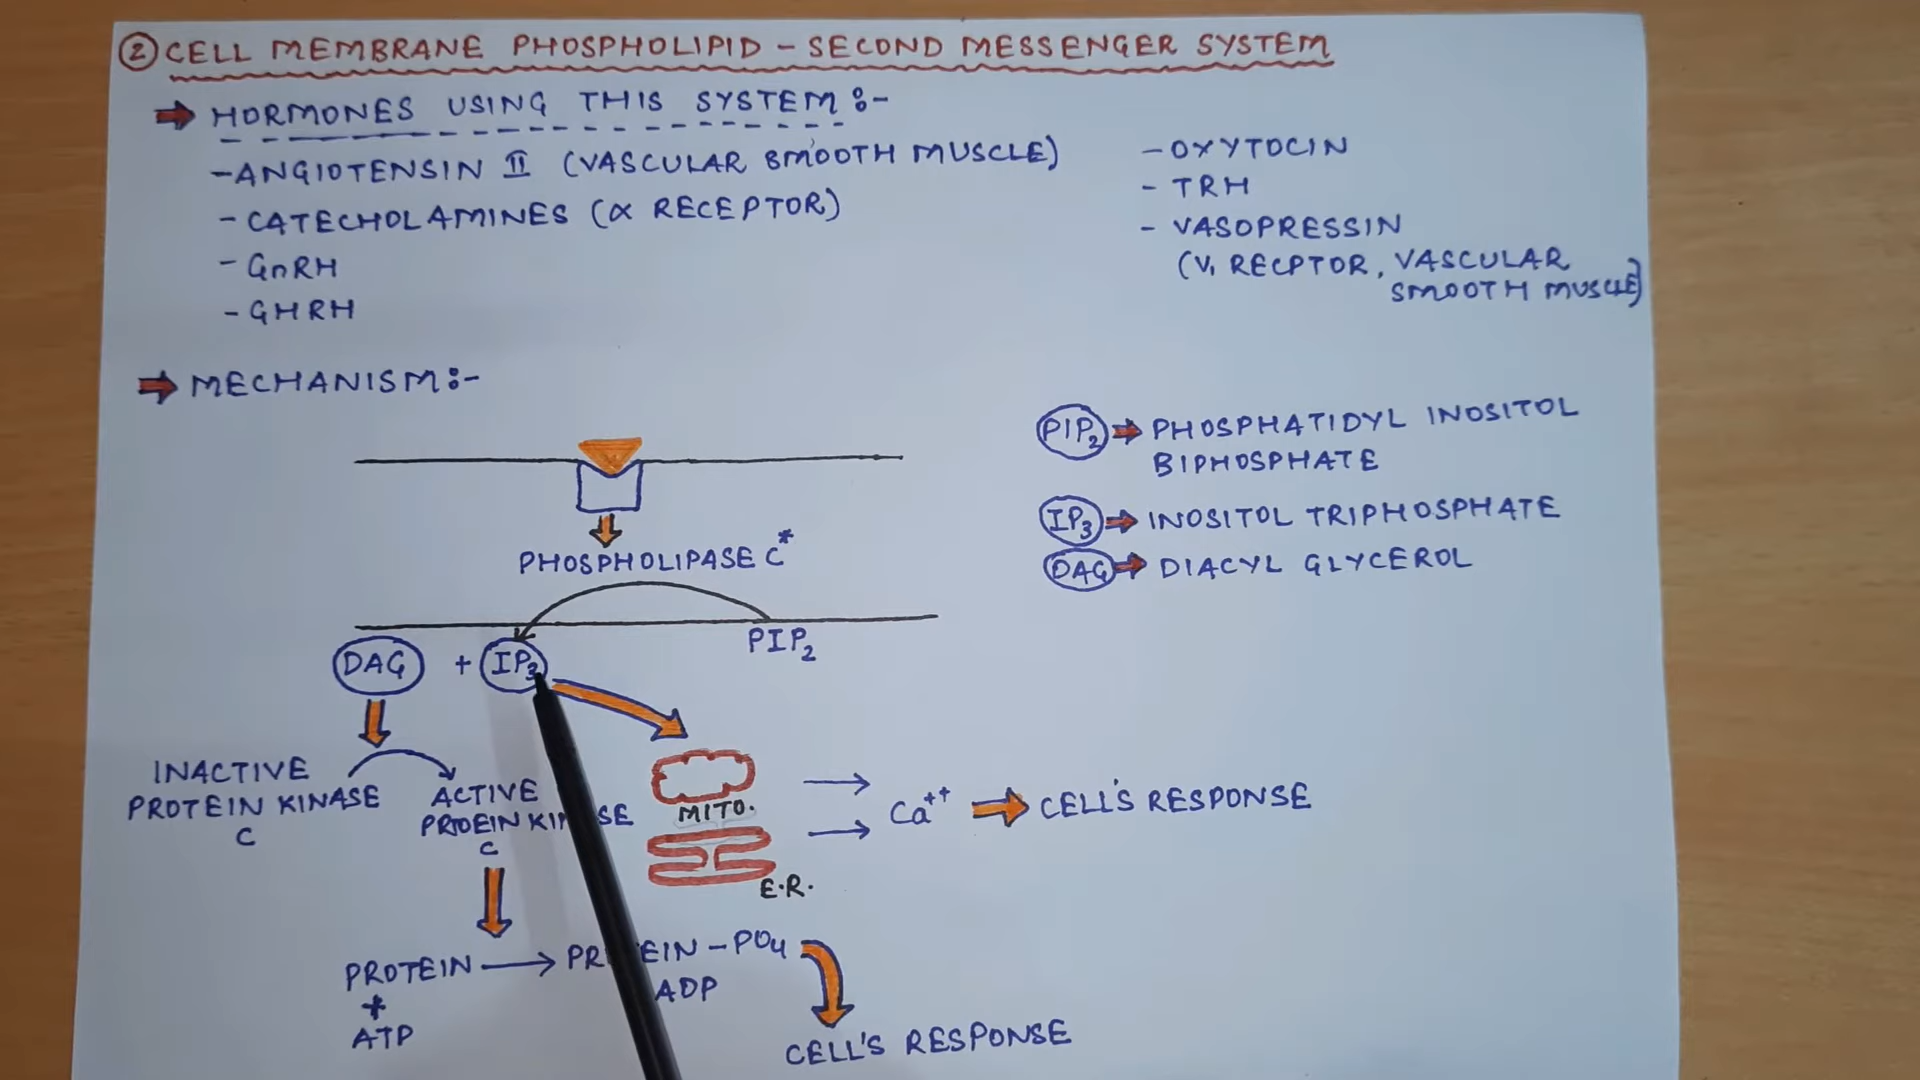 ② CELL MEMBRANE PHOSPHOLIPID – SECOND MESSENGER SYSTEM
➡ HORMONES USING THIS SYSTEM :-
- ANGIOTENSIN II (VASCULAR SMOOTH MUSCLE)
- CATECHOLAMINES (α RECEPTOR)
- GnRH
- GHRH
- OXYTOCIN
- TRH
- VASOPRESSIN
(V₁ RECPTOR, VASCULAR
SMOOTH MUSCLE)
➡ MECHANISM :-
PIP₂ ➡ PHOSPHATIDYL INOSITOL
BIPHOSPHATE
IP₃ ➡ INOSITOL TRIPHOSPHATE
DAG ➡ DIACYL GLYCEROL
PHOSPHOLIPASE C*
PIP₂
DAG + IP₃
INACTIVE
PROTEIN KINASE
C
ACTIVE
C
MITO.
E.R.
Ca⁺⁺ ➡ CELL'S RESPONSE
PROTEIN → – PO₄
+ ADP
ATP
CELL'S RESPONSE